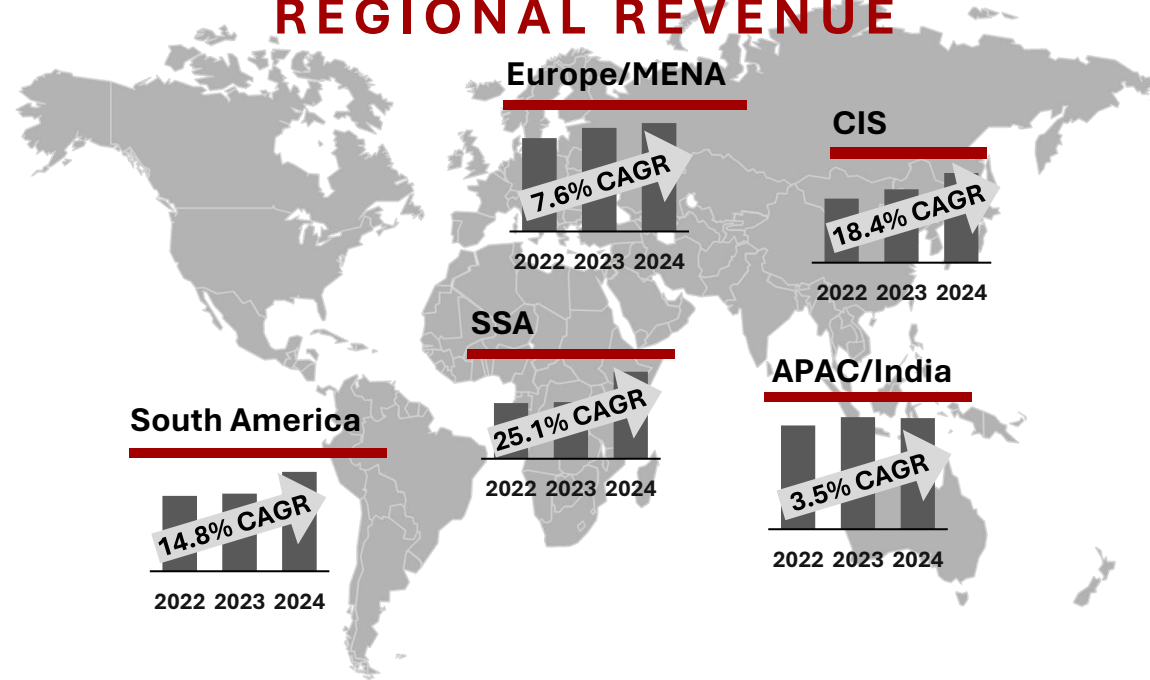 REGIONAL REVENUE
Europe/MENA
7.6% CAGR
2022 2023 2024
CIS
18.4% CAGR
2022 2023 2024
SSA
25.1% CAGR
2022 2023 2024
APAC/India
3.5% CAGR
2022 2023 2024
South America
14.8% CAGR
2022 2023 2024